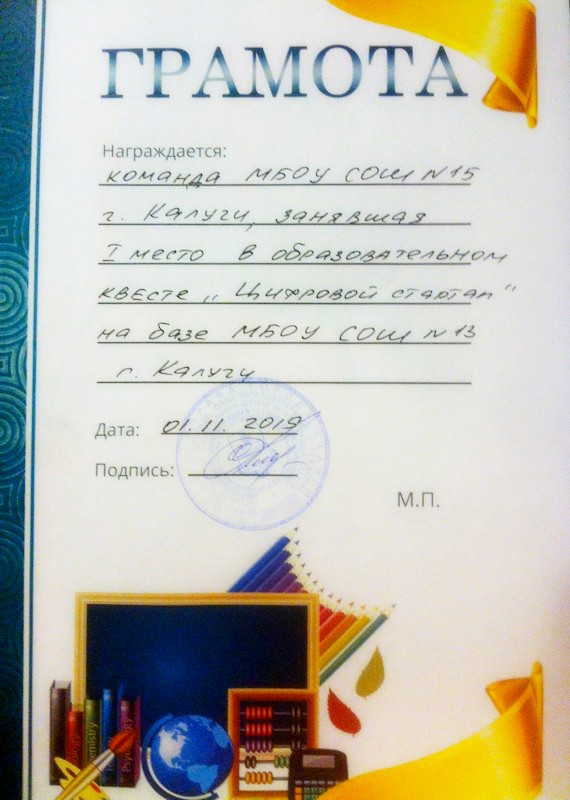 ГРАМОТА
Награждается:
команда МБОУ СОШ №15
г. Калуги, занявшая
I место в образовательном
квесте „Цифровой стартап"
на базе МБОУ СОШ №13
г. Калуги
Дата: 01.11.2019
Подпись:
М.П.